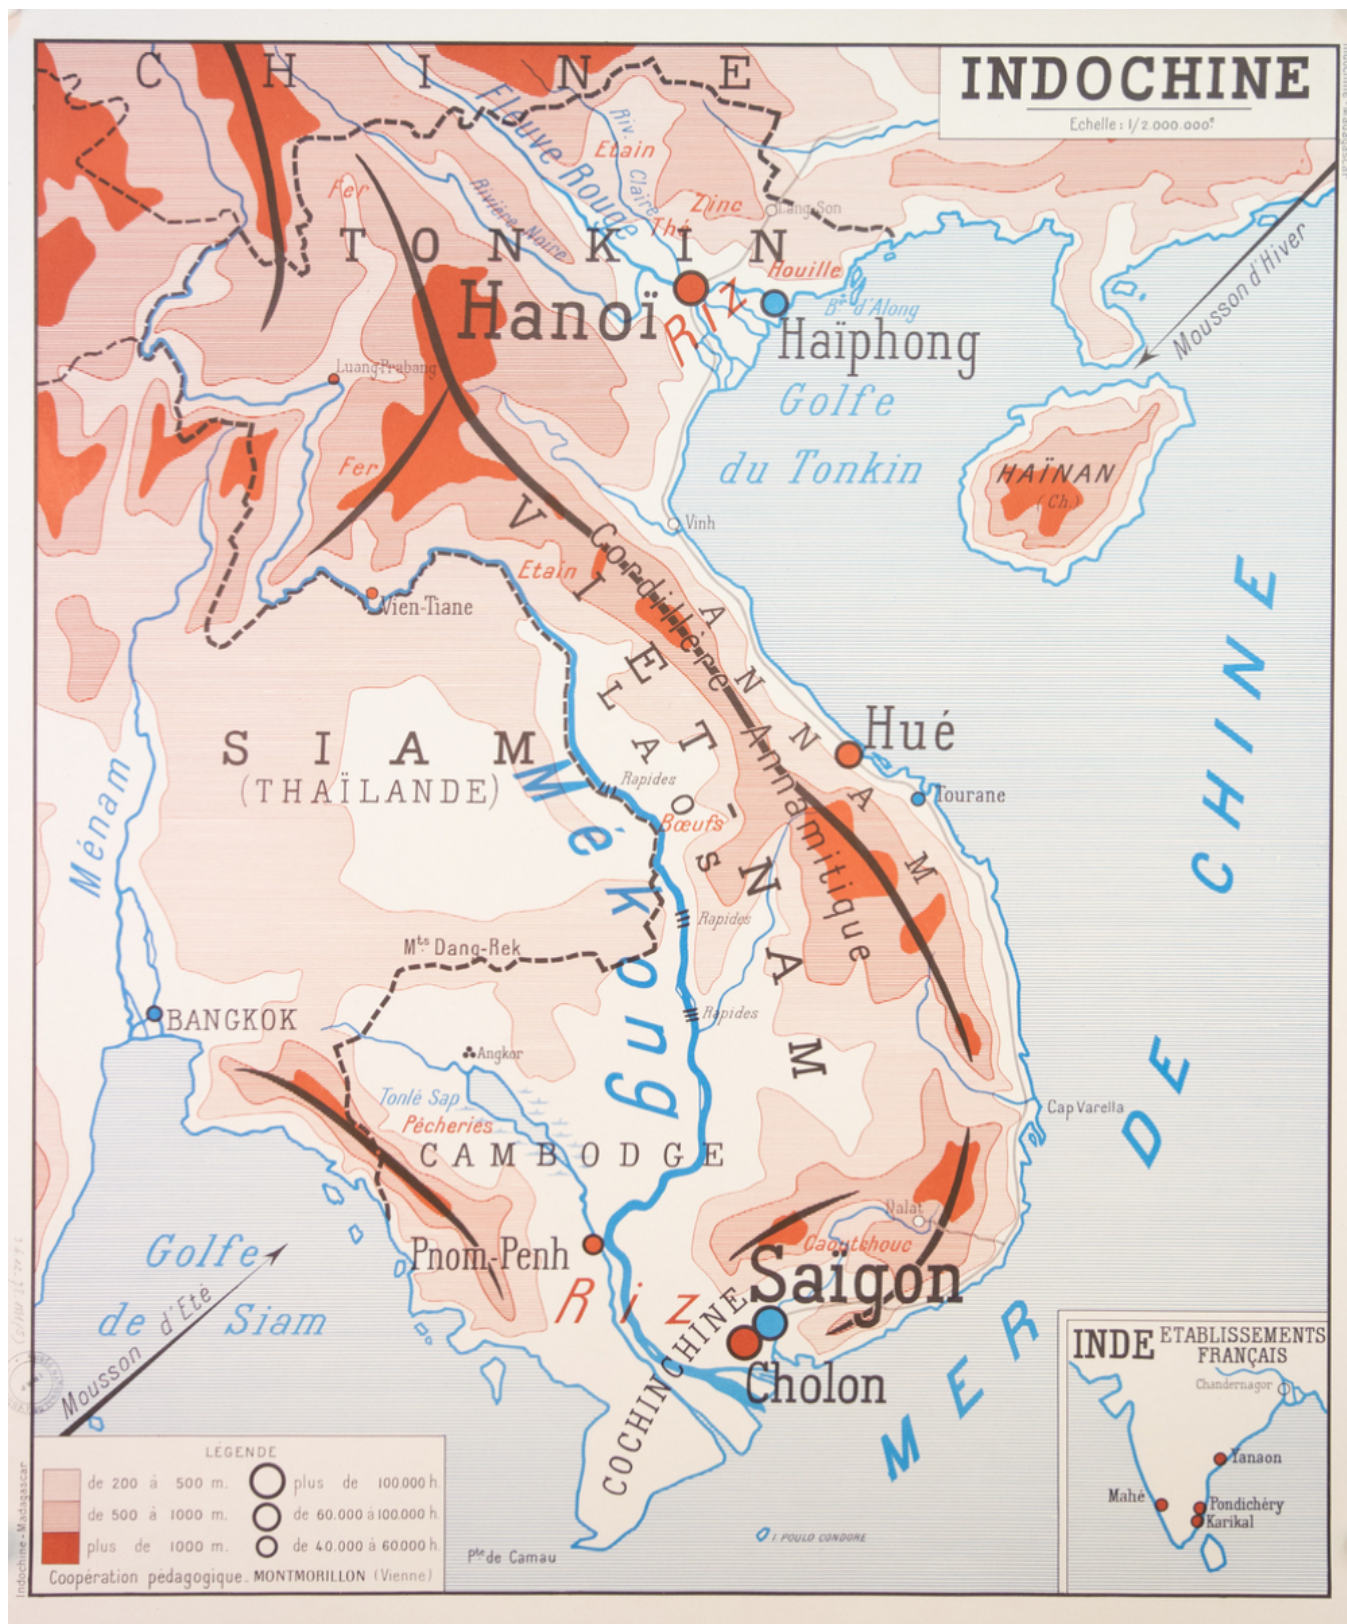 INDOCHINE
Echelle : 1/2.000.000e
CHINE
Fleuve Rouge
Riv. Claire
Etain
Fer
Rivière Noire
Zinc
Thé
Lang-Son
TONKIN
Houille
Hanoï
Riz
Bie d'Along
Haïphong
Mousson d'Hiver
Luang-Prabang
Golfe
du Tonkin
Fer
HAÏNAN
(Ch.)
Vinh
VIET-NAM
Cordillère Annamitique
Etain
Vien-Tiane
ANNAM
LAOS
Hué
SIAM
(THAÏLANDE)
Mékong
Rapides
Tourane
Bœufs
Ménam
Rapides
Mts Dang-Rek
Rapides
BANGKOK
Angkor
Tonlé Sap
Pêcheries
Cap Varella
CAMBODGE
MER DE CHINE
Dalat
Caoutchouc
Pnom-Penh
Golfe
de Siam
Mousson d'Eté
Riz
Saïgon
Cholon
COCHINCHINE
I. POULO CONDORE
Pte de Camau
INDE ETABLISSEMENTS
FRANÇAIS
Chandernagor
Yanaon
Mahé
Pondichéry
Karikal
LÉGENDE
de 200 à 500 m.
plus de 100.000 h.
de 500 à 1000 m.
de 60.000 à 100.000 h.
plus de 1000 m.
de 40.000 à 60.000 h.
Coopération pédagogique - MONTMORILLON (Vienne)
Indochine - Madagascar